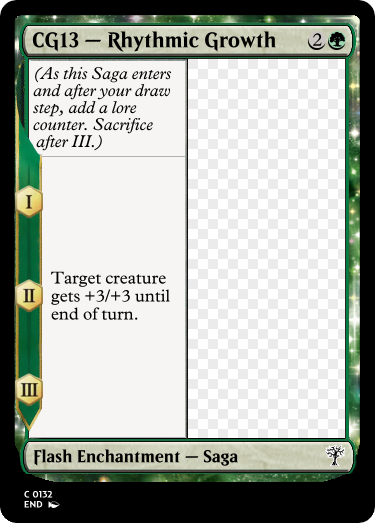 CG13 — Rhythmic Growth 2
(As this Saga enters
and after your draw
step, add a lore
counter. Sacrifice
after III.)
I
II
III
Target creature
gets +3/+3 until
end of turn.
Flash Enchantment — Saga
C 0132
END